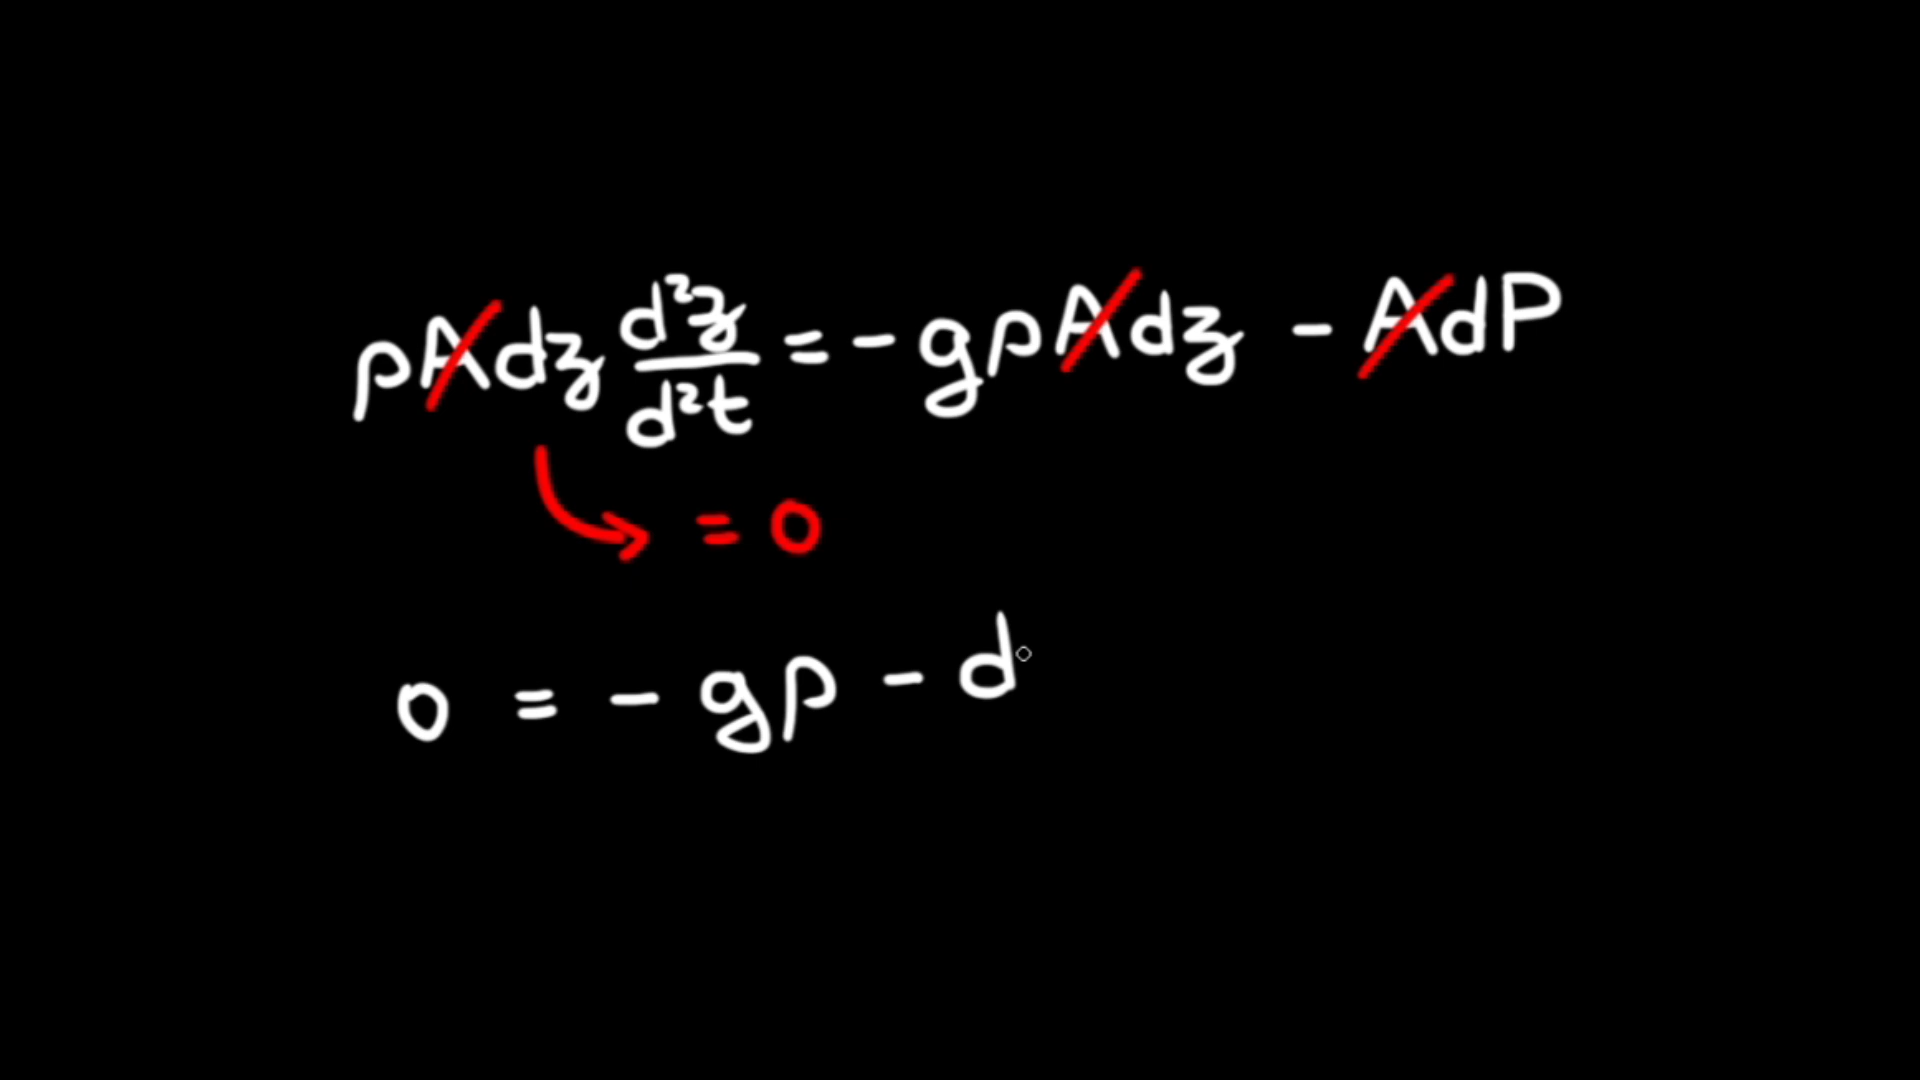 ρAdz d²z/d²t = -gρAdz - AdP
= 0
0 = - gρ - d